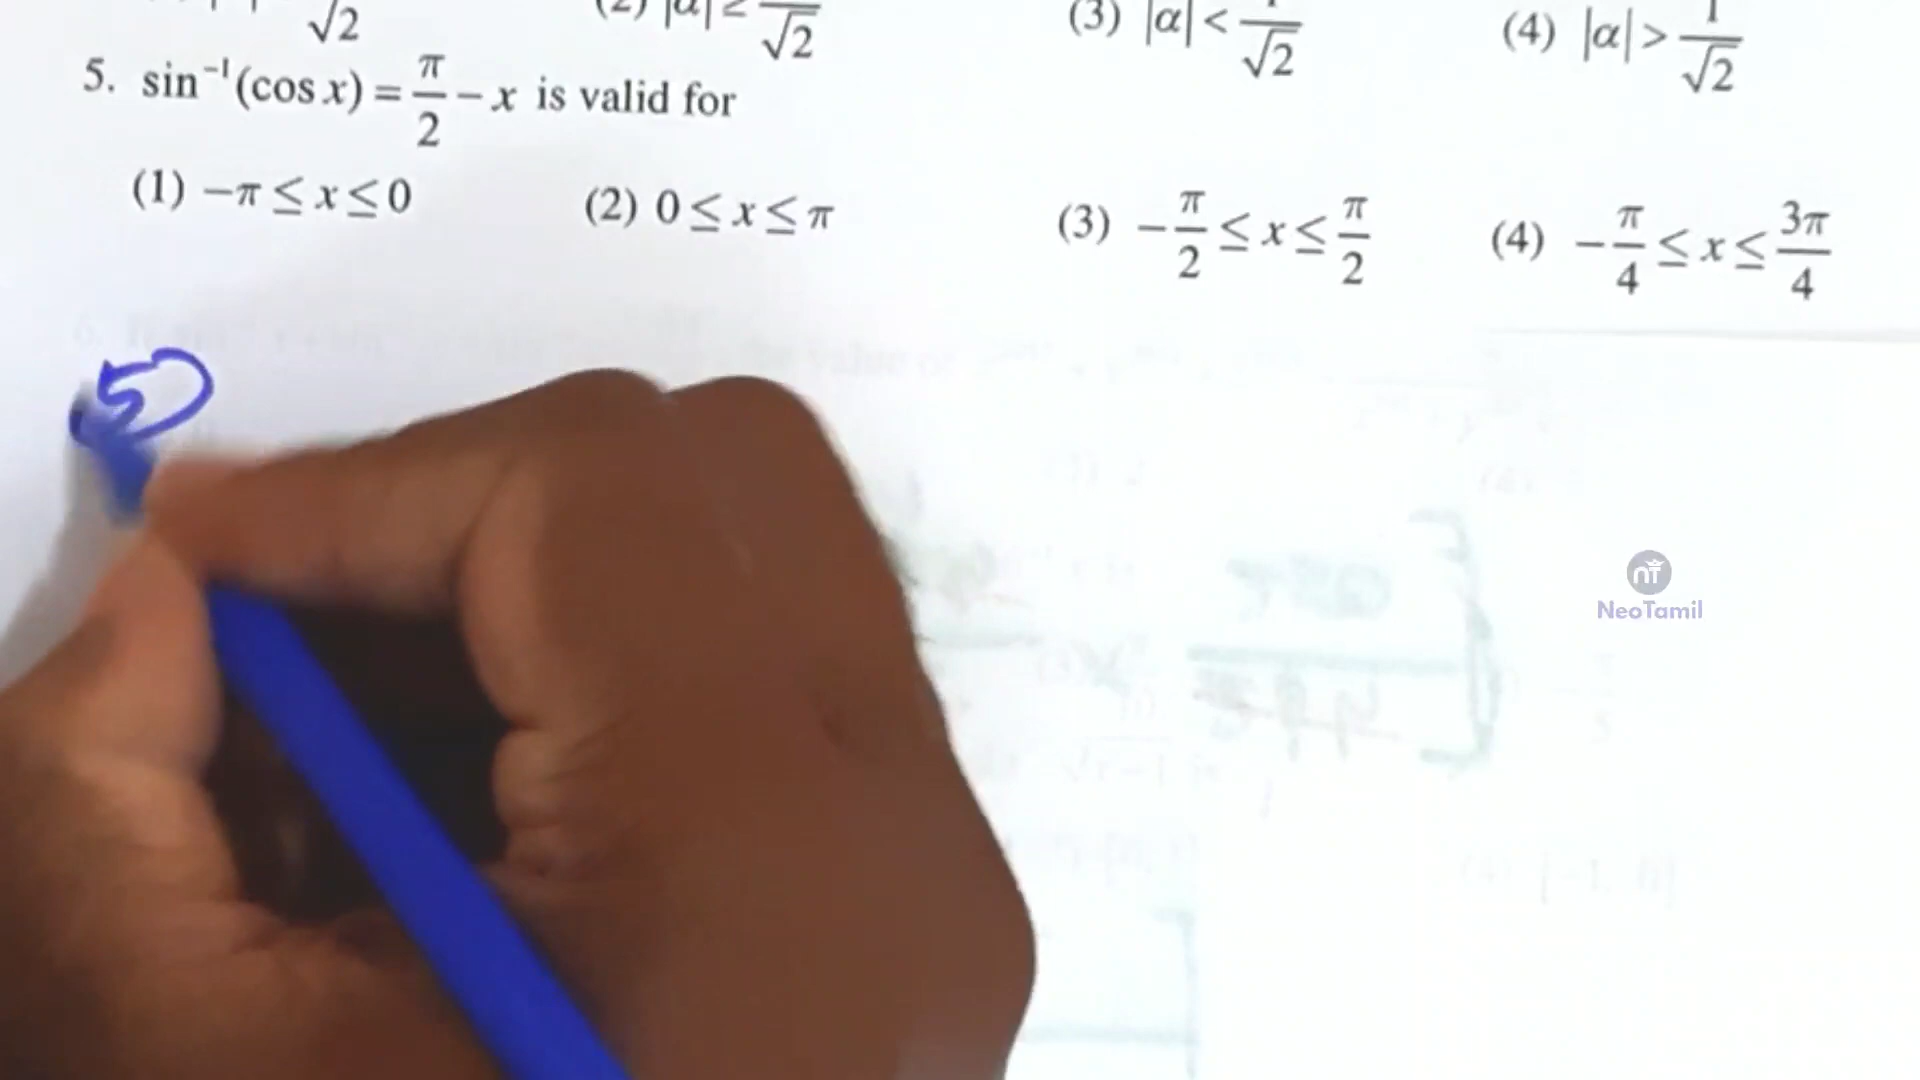 √2 (2) |α| ≤ √2 (3) |α| < 1/√2 (4) |α| > 1/√2
5. sin⁻¹(cos x) = π/2 − x is valid for
(1) −π ≤ x ≤ 0 (2) 0 ≤ x ≤ π (3) −π/2 ≤ x ≤ π/2 (4) −π/4 ≤ x ≤ 3π/4
5)
nT
NeoTamil